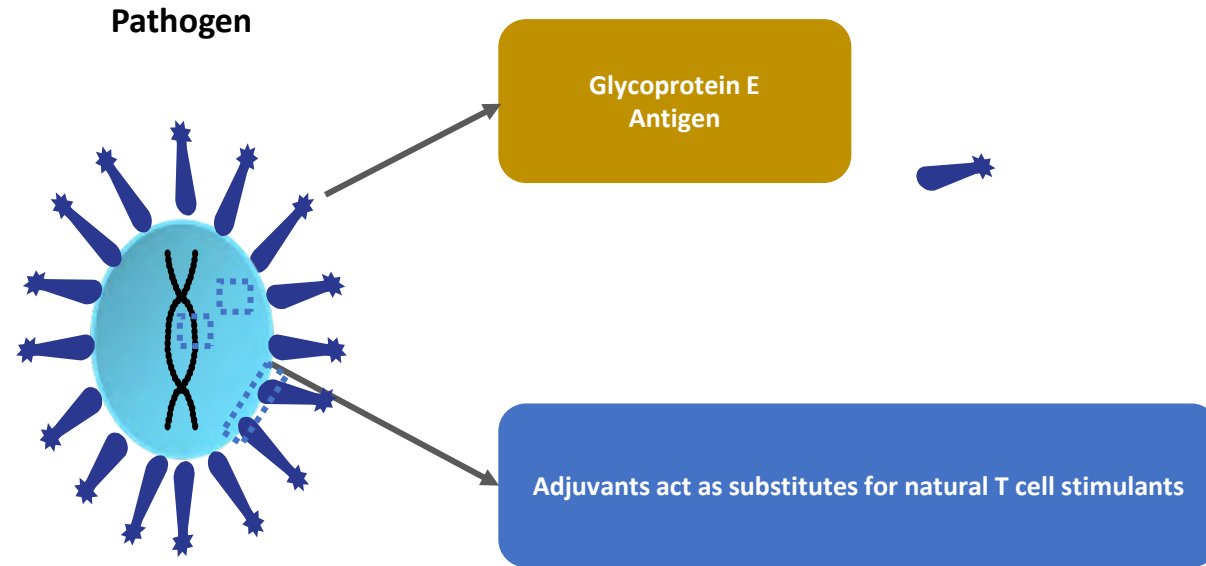 Pathogen
Glycoprotein E
Antigen
Adjuvants act as substitutes for natural T cell stimulants